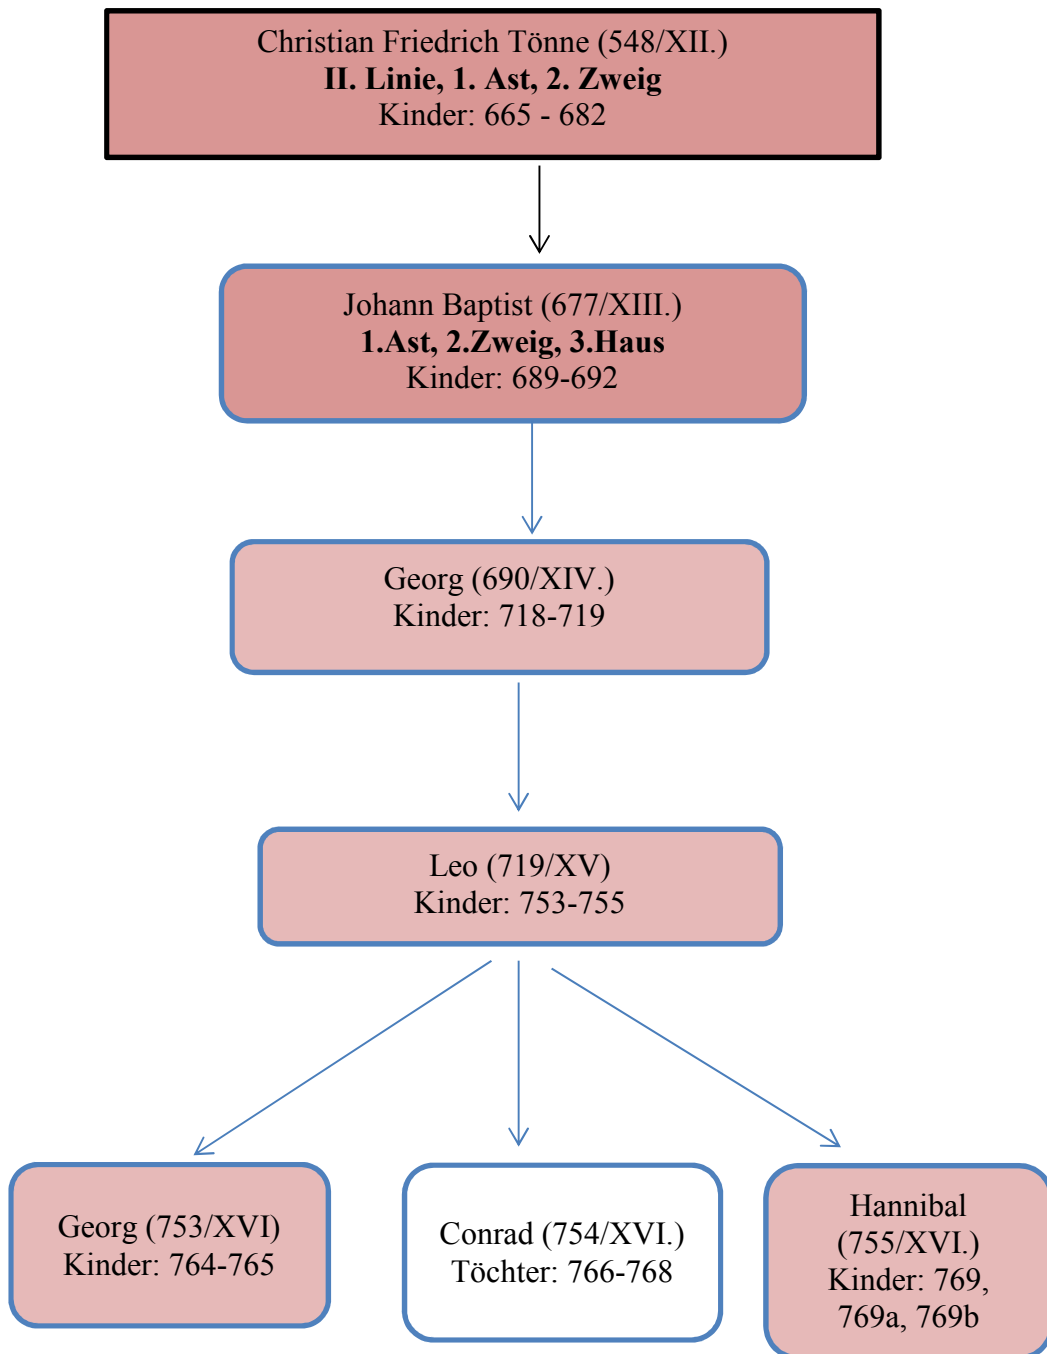 Christian Friedrich Tönne (548/XII.)
II. Linie, 1. Ast, 2. Zweig
Kinder: 665 - 682
Johann Baptist (677/XIII.)
1.Ast, 2.Zweig, 3.Haus
Kinder: 689-692
Georg (690/XIV.)
Kinder: 718-719
Leo (719/XV)
Kinder: 753-755
Georg (753/XVI)
Kinder: 764-765
Conrad (754/XVI.)
Töchter: 766-768
Hannibal
(755/XVI.)
Kinder: 769,
769a, 769b